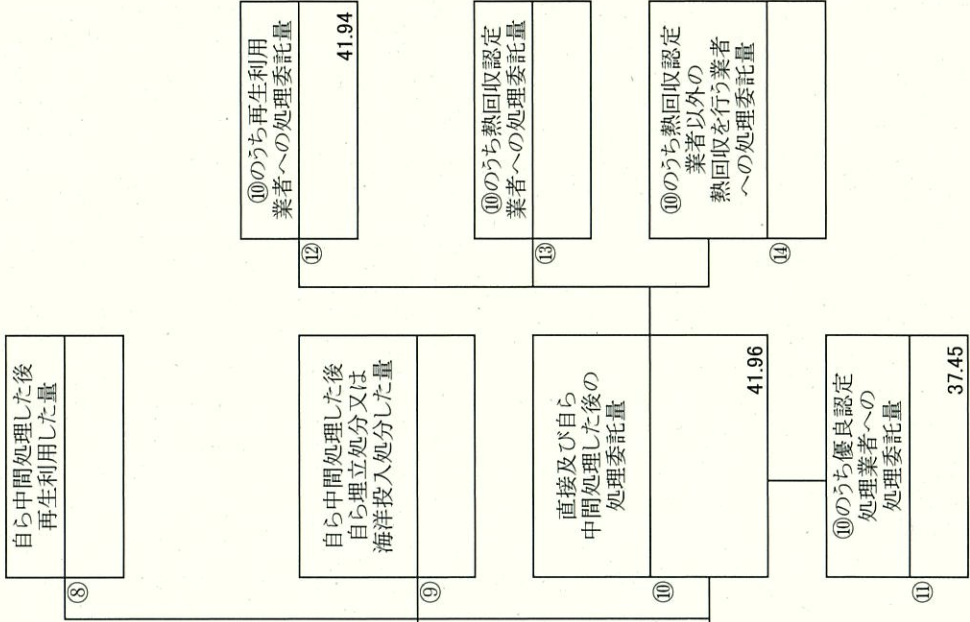 ⑧
自ら中間処理した後
再生利用した量
⑨
自ら中間処理した後
自ら埋立処分又は
海洋投入処分した量
⑩
直接及び自ら
中間処理した後の
処理委託量
41.96
⑪
⑩のうち優良認定
処理業者への
処理委託量
37.45
⑫
⑩のうち再生利用
業者への処理委託量
41.94
⑬
⑩のうち熱回収認定
業者への処理委託量
⑭
⑩のうち熱回収認定
業者以外の
熱回収を行う業者
への処理委託量